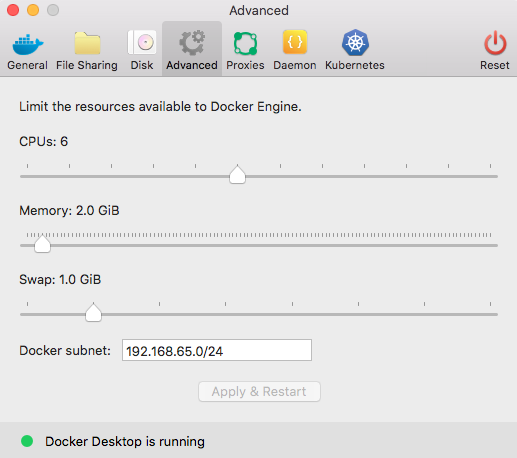 Advanced
General File Sharing Disk Advanced Proxies Daemon Kubernetes Reset
Limit the resources available to Docker Engine.
CPUs: 6
Memory: 2.0 GiB
Swap: 1.0 GiB
Docker subnet: 192.168.65.0/24
Apply & Restart
Docker Desktop is running